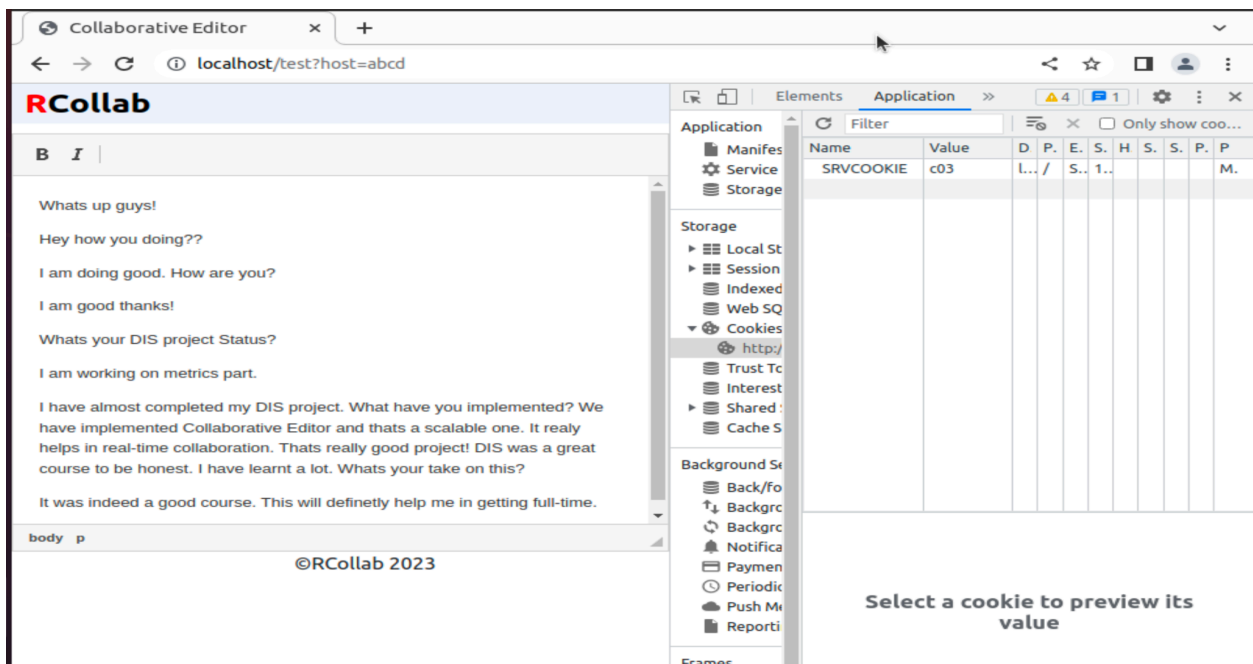 Collaborative Editor
localhost/test?host=abcd
RCollab
B I
Whats up guys!
Hey how you doing??
I am doing good. How are you?
I am good thanks!
Whats your DIS project Status?
I am working on metrics part.
I have almost completed my DIS project. What have you implemented? We
have implemented Collaborative Editor and thats a scalable one. It realy
helps in real-time collaboration. Thats really good project! DIS was a great
course to be honest. I have learnt a lot. Whats your take on this?
It was indeed a good course. This will definetly help me in getting full-time.
body p
©RCollab 2023
Elements Application » 4 1
Application
Manifes
Service
Storage
Storage
Local St
Session
Indexed
Web SQ
Cookies
http:/
Trust To
Interest
Shared
Cache S
Background Se
Back/fo
Backgro
Backgro
Notifica
Paymen
Periodic
Push Me
Reporti
Frames
Filter Only show coo...
Name Value D P. E. S. H S. S. P. P
SRVCOOKIE c03 l... / S.. 1.. M.
Select a cookie to preview its
value